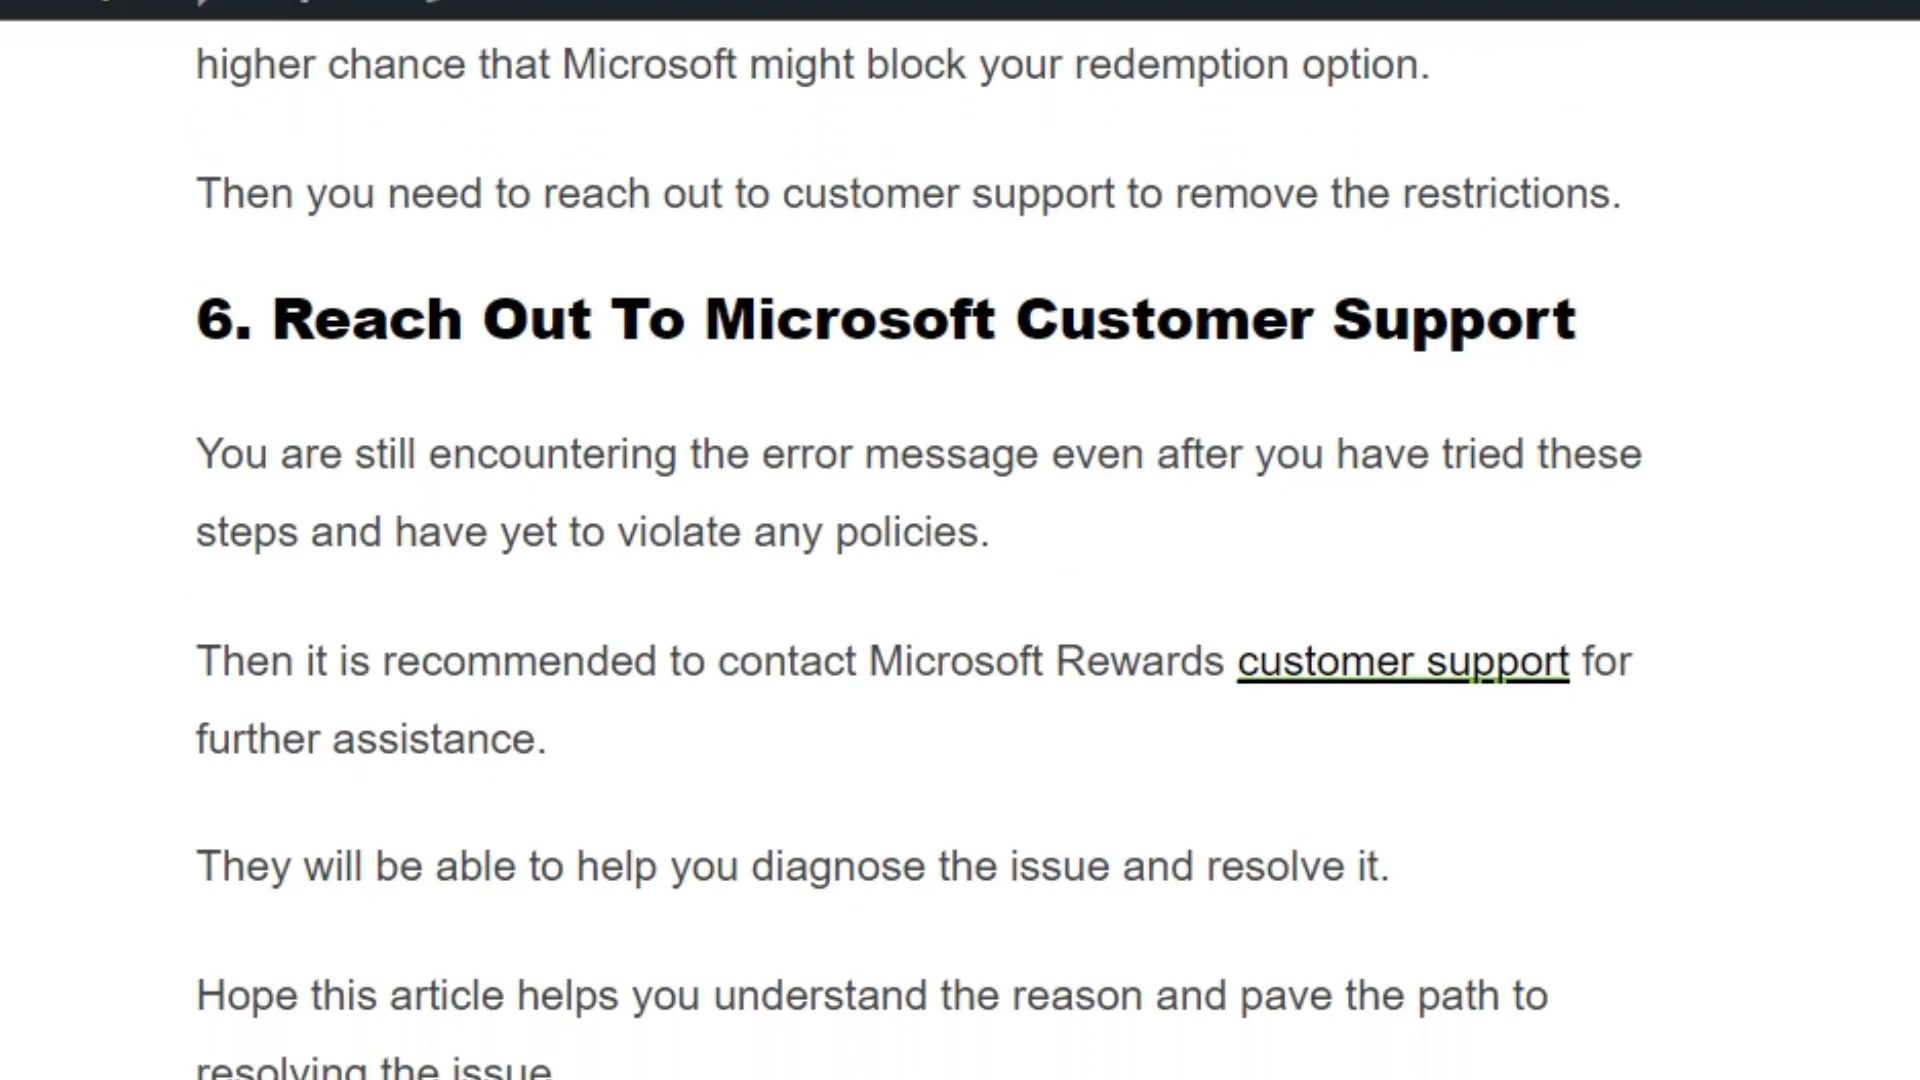 higher chance that Microsoft might block your redemption option.
Then you need to reach out to customer support to remove the restrictions.
6. Reach Out To Microsoft Customer Support
You are still encountering the error message even after you have tried these
steps and have yet to violate any policies.
Then it is recommended to contact Microsoft Rewards customer support for
further assistance.
They will be able to help you diagnose the issue and resolve it.
Hope this article helps you understand the reason and pave the path to
resolving the issue